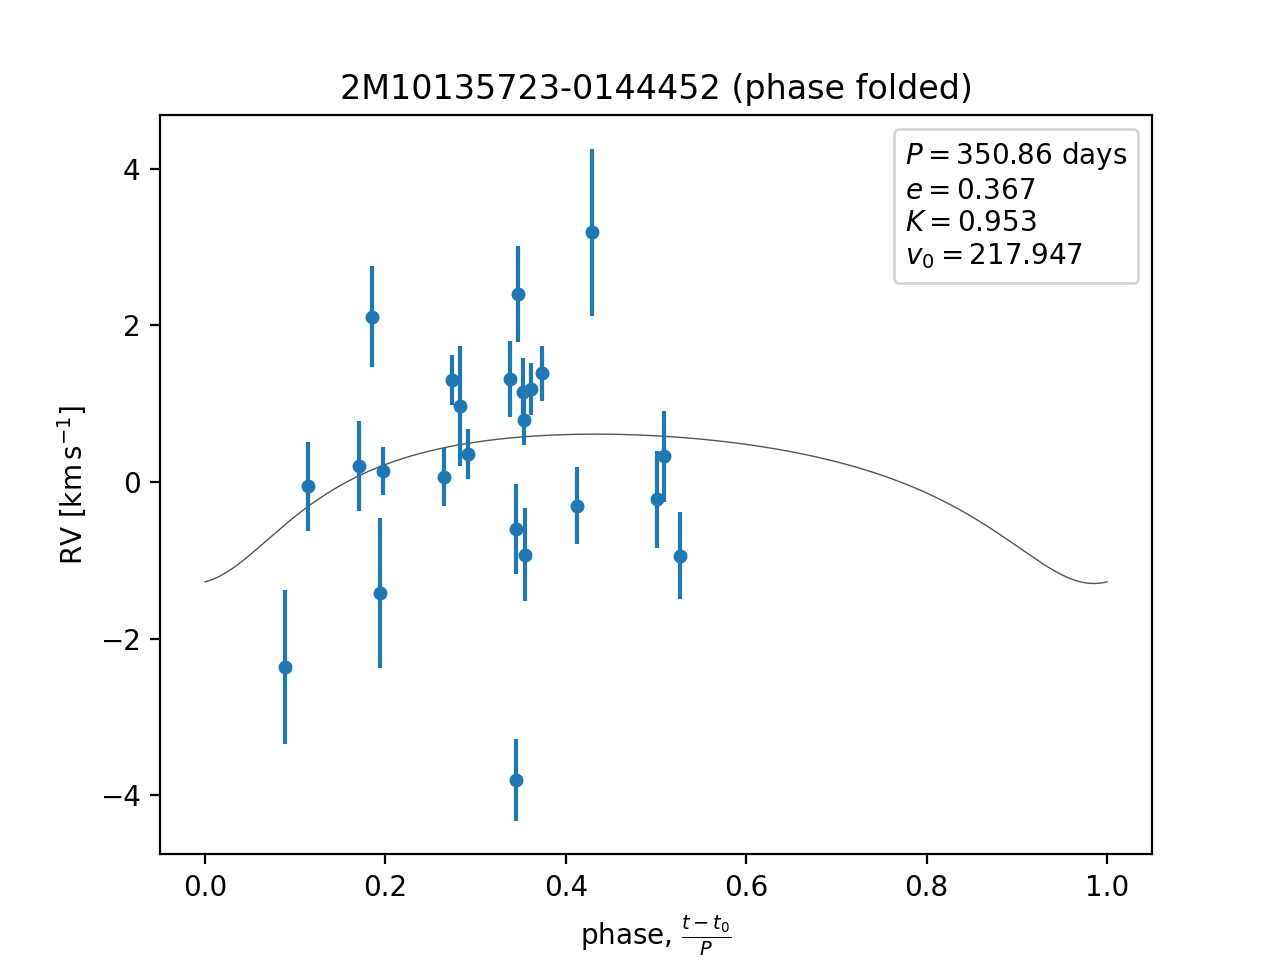 2M10135723-0144452 (phase folded)
P = 350.86 days
e = 0.367
K = 0.953
v₀ = 217.947
4
2
0
−2
−4
RV [km s⁻¹]
0.0 0.2 0.4 0.6 0.8 1.0
phase, (t − t₀)/P